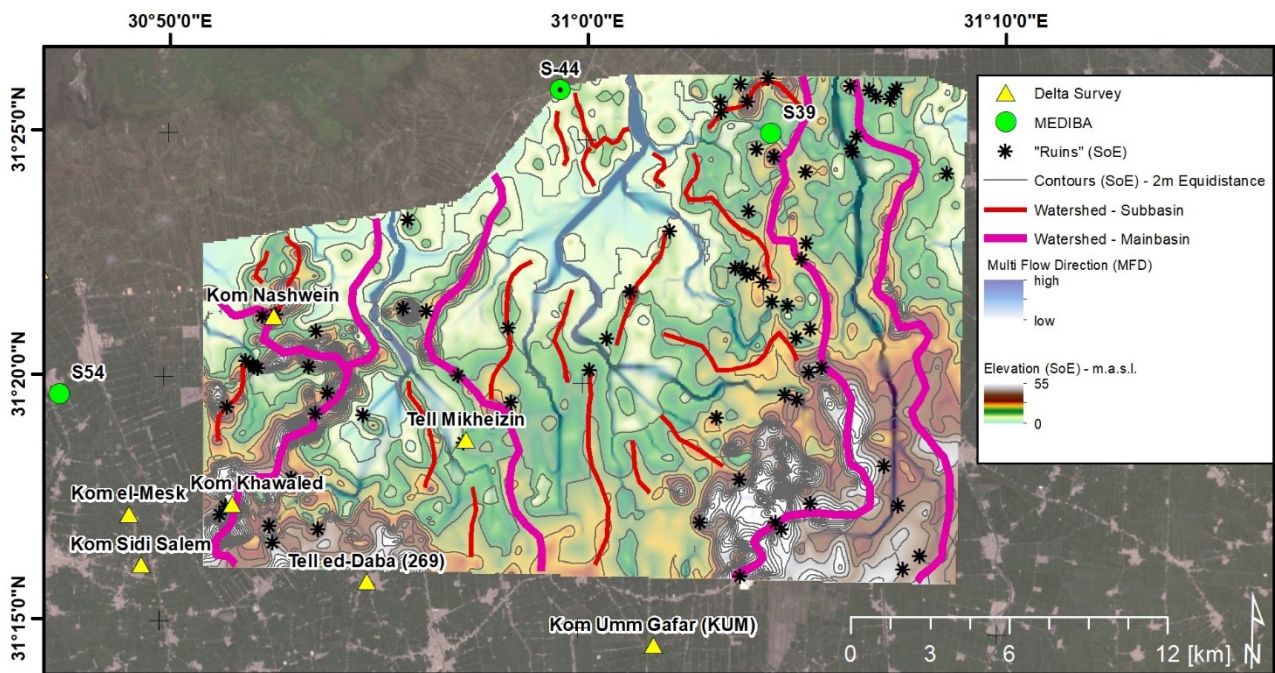 30°50'0"E
31°0'0"E
31°10'0"E
31°25'0"N
31°20'0"N
31°15'0"N
S-44
S39
Kom Nashwein
S54
Tell Mikheizin
Kom el-Mesk
Kom Khawaled
Kom Sidi Salem
Tell ed-Daba (269)
Kom Umm Gafar (KUM)
Delta Survey
MEDIBA
"Ruins" (SoE)
Contours (SoE) - 2m Equidistance
Watershed - Subbasin
Watershed - Mainbasin
Multi Flow Direction (MFD)
high
low
Elevation (SoE) - m.a.s.l.
55
0
0 3 6 12 [km]
N